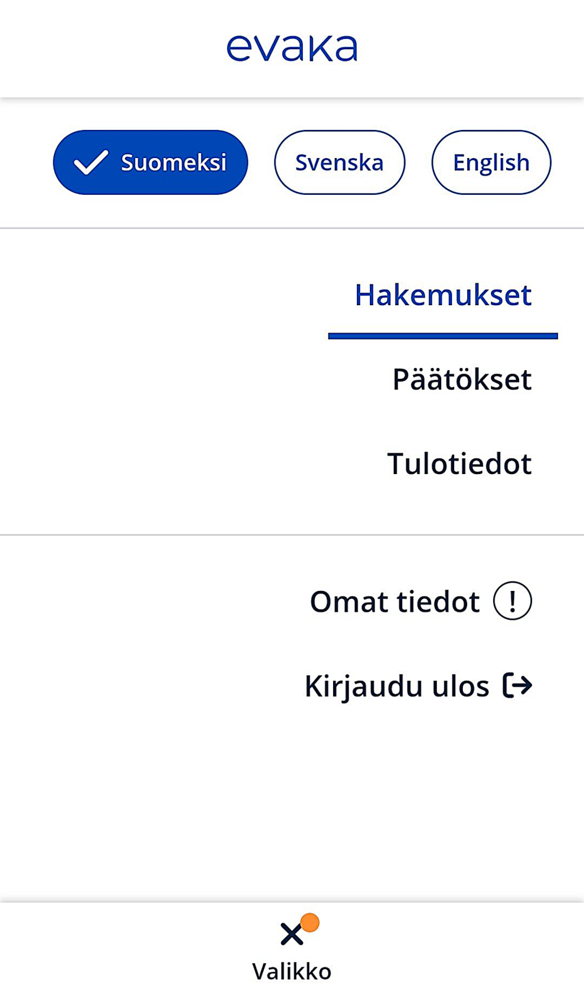 evaka
Suomeksi
Svenska
English
Hakemukset
Päätökset
Tulotiedot
Omat tiedot !
Kirjaudu ulos
Valikko